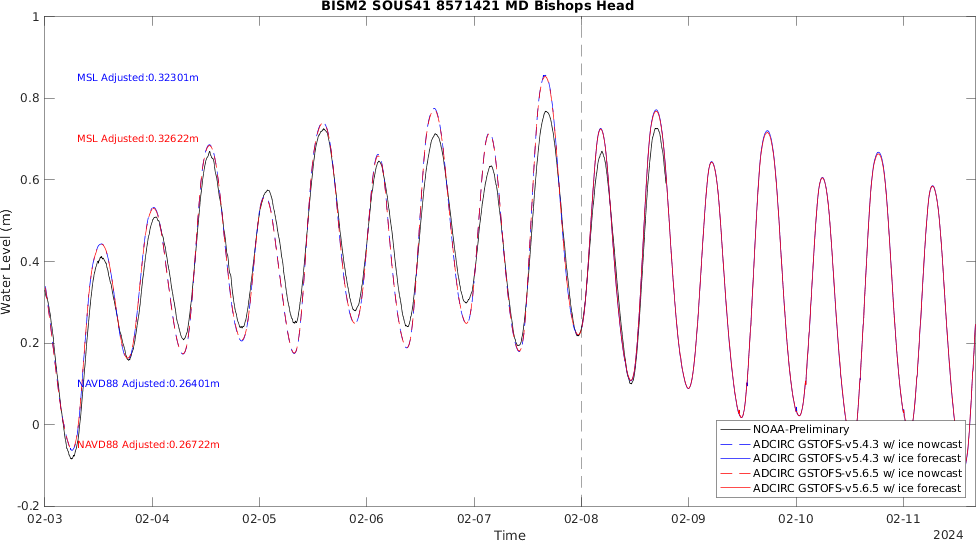 BISM2 SOUS41 8571421 MD Bishops Head
1
0.8
0.6
0.4
0.2
0
-0.2
Water Level (m)
MSL Adjusted:0.32301m
MSL Adjusted:0.32622m
NAVD88 Adjusted:0.26401m
NAVD88 Adjusted:0.26722m
NOAA-Preliminary
ADCIRC GSTOFS-v5.4.3 w/ ice nowcast
ADCIRC GSTOFS-v5.4.3 w/ ice forecast
ADCIRC GSTOFS-v5.6.5 w/ ice nowcast
ADCIRC GSTOFS-v5.6.5 w/ ice forecast
02-03 02-04 02-05 02-06 02-07 02-08 02-09 02-10 02-11
Time
2024